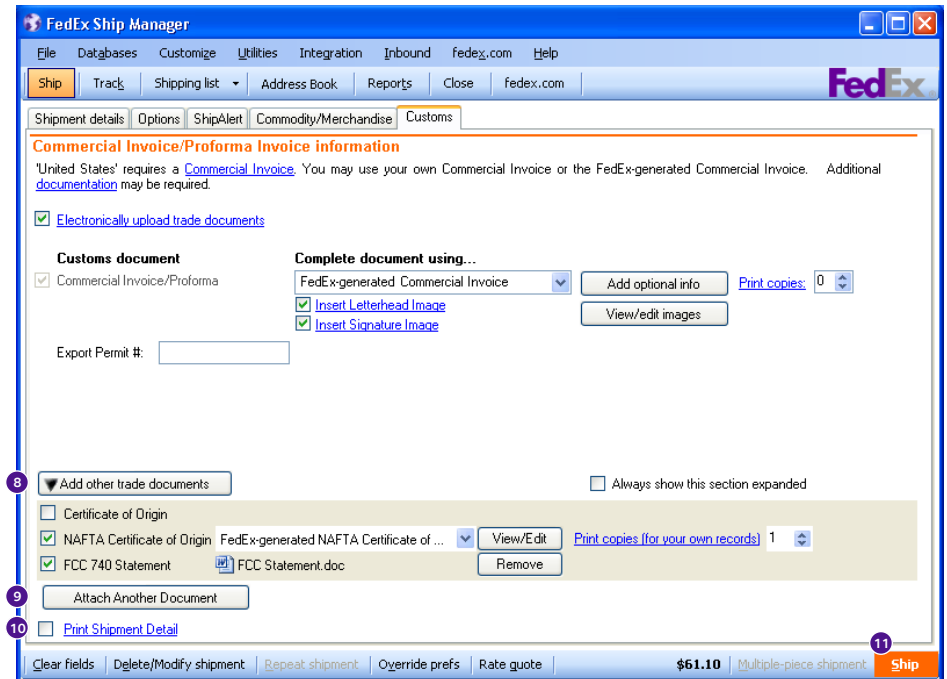 FedEx Ship Manager
File Databases Customize Utilities Integration Inbound fedex.com Help
Ship Track Shipping list Address Book Reports Close fedex.com FedEx.
Shipment details Options ShipAlert Commodity/Merchandise Customs
Commercial Invoice/Proforma Invoice information
'United States' requires a Commercial Invoice. You may use your own Commercial Invoice or the FedEx-generated Commercial Invoice. Additional
documentation may be required.
Electronically upload trade documents
Customs document Complete document using...
Commercial Invoice/Proforma FedEx-generated Commercial Invoice Add optional info Print copies: 0
Insert Letterhead Image
View/edit images
Insert Signature Image
Export Permit #:
8 Add other trade documents Always show this section expanded
Certificate of Origin
NAFTA Certificate of Origin FedEx-generated NAFTA Certificate of ... View/Edit Print copies (for your own records) 1
FCC 740 Statement FCC Statement.doc Remove
9 Attach Another Document
10 Print Shipment Detail
11
Clear fields Delete/Modify shipment Repeat shipment Override prefs Rate quote $61.10 Multiple-piece shipment Ship